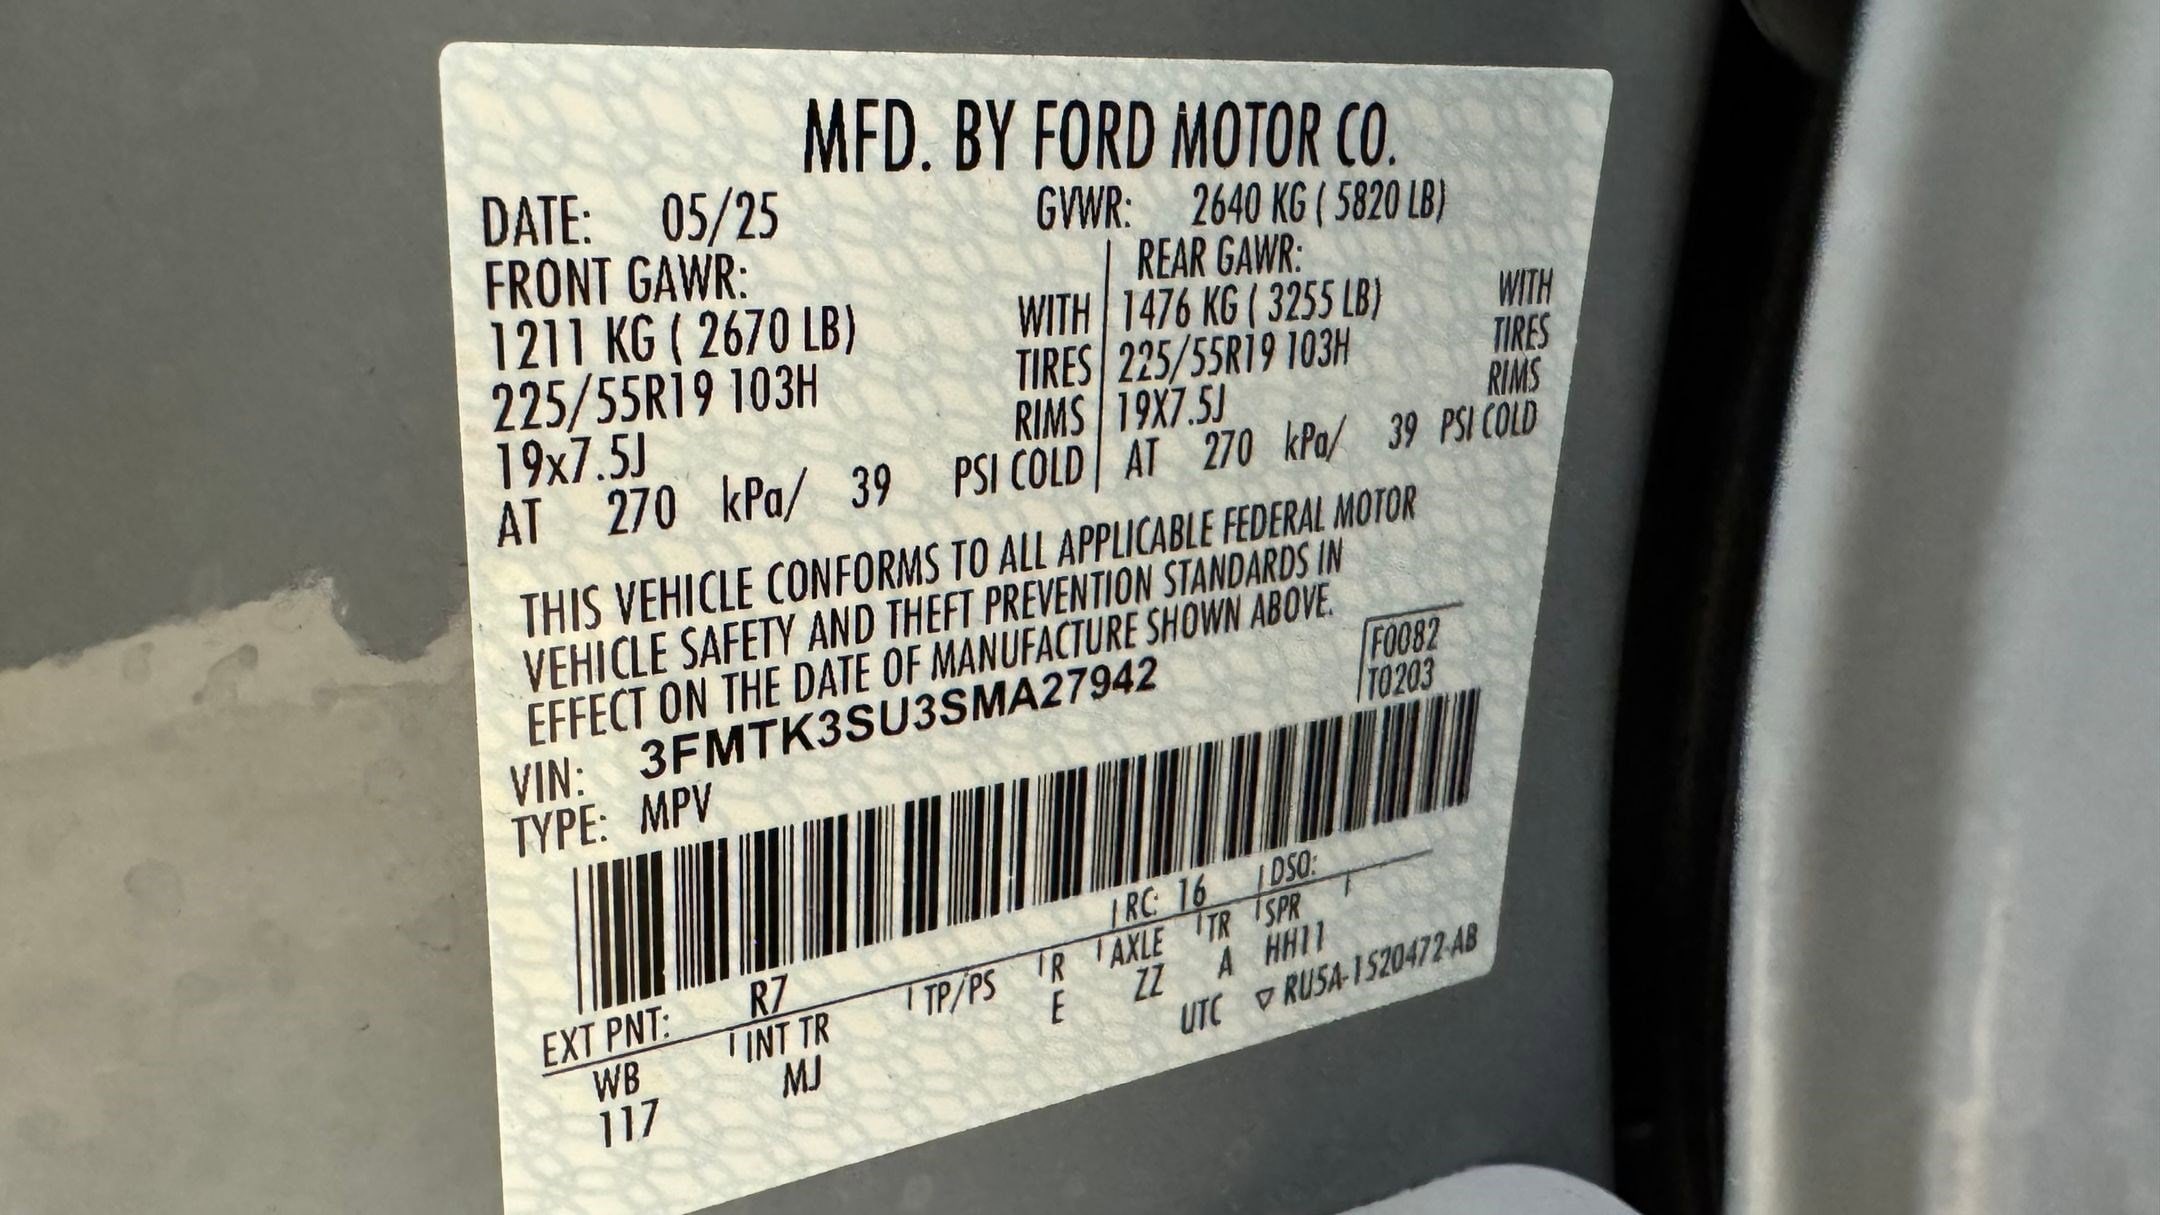 MFD. BY FORD MOTOR CO.
DATE: 05/25 GVWR: 2640 KG ( 5820 LB)
FRONT GAWR: REAR GAWR:
1211 KG ( 2670 LB) WITH 1476 KG ( 3255 LB) WITH
225/55R19 103H TIRES 225/55R19 103H TIRES
19x7.5J RIMS 19X7.5J RIMS
AT 270 kPa/ 39 PSI COLD AT 270 kPa/ 39 PSI COLD
THIS VEHICLE CONFORMS TO ALL APPLICABLE FEDERAL MOTOR
VEHICLE SAFETY AND THEFT PREVENTION STANDARDS IN
EFFECT ON THE DATE OF MANUFACTURE SHOWN ABOVE.
F0082
T0203
VIN: 3FMTK3SU3SMA27942
TYPE: MPV
EXT PNT: R7 RC: 16 DSO:
WB INT TR TP/PS R AXLE TR SPR
117 MJ E ZZ A HH11
UTC ▽ RU5A-1520472-AB